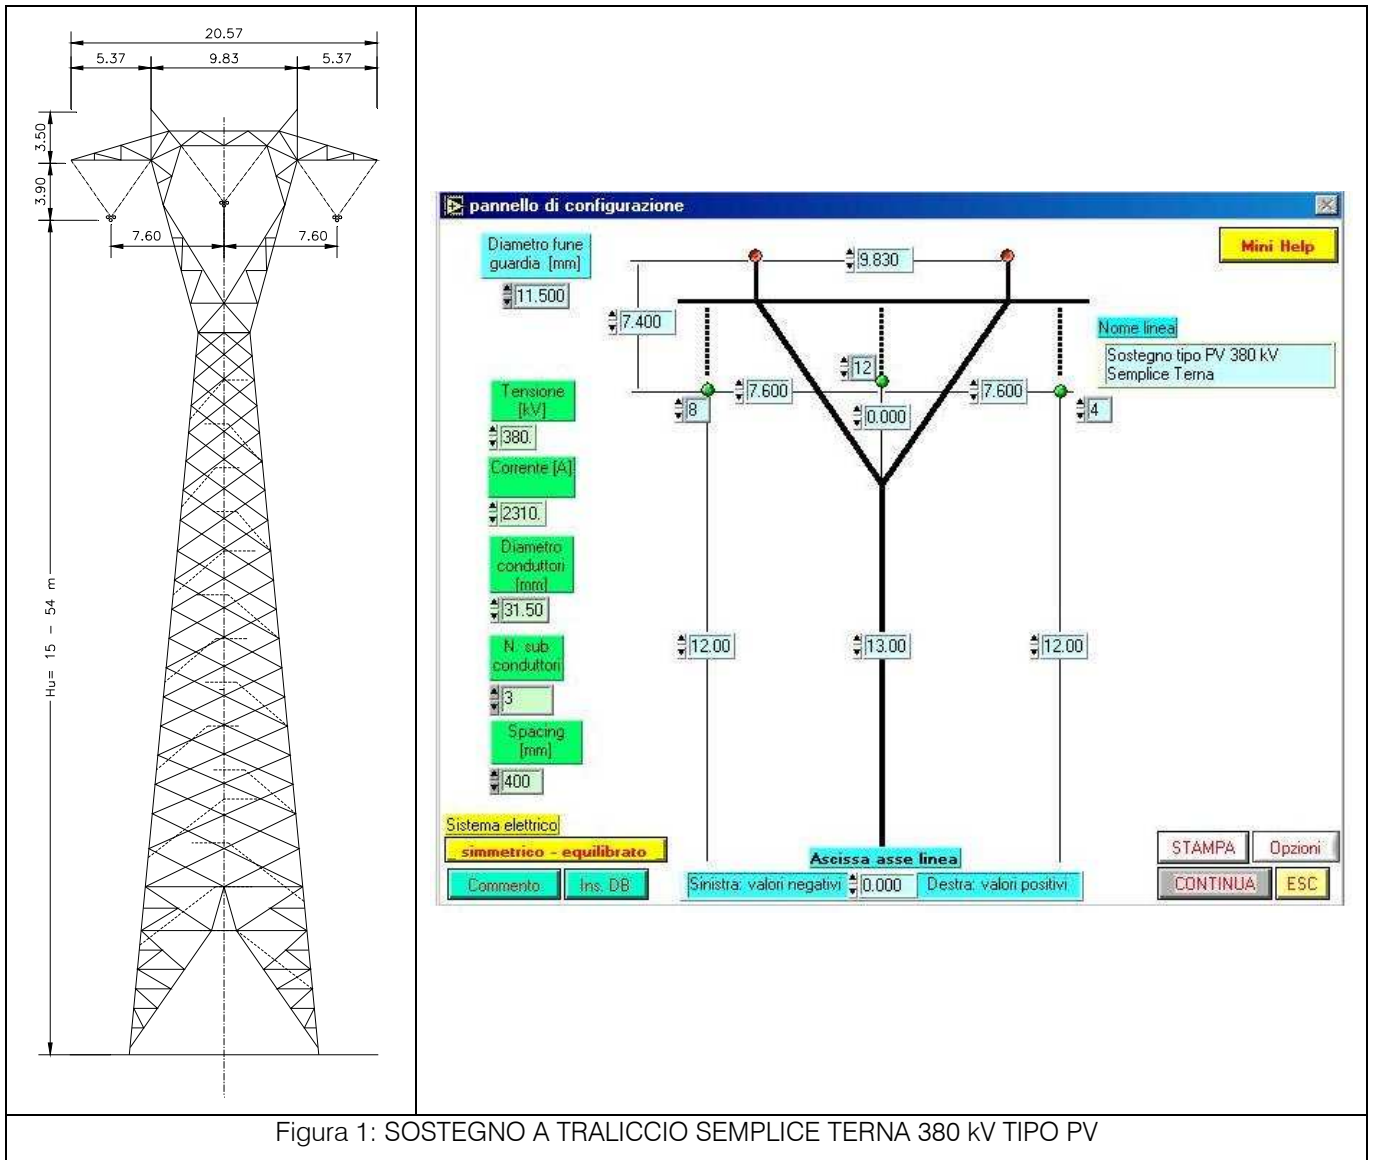 20.57
5.37
9.83
5.37
3.50
3.90
7.60
7.60
Hu= 15 - 54 m
pannello di configurazione
Mini Help
Diametro fune
guardia [mm]
11.500
9.830
7.400
Nome linea
Sostegno tipo PV 380 kV
Semplice Terna
12
7.600
7.600
8
0.000
4
Tensione
[kV]
380.
Corrente [A]
2310.
Diametro
conduttori
[mm]
31.50
12.00
13.00
12.00
N. sub
conduttori
3
Spacing
[mm]
400
Sistema elettrico
simmetrico - equilibrato
Commento
Ins. DB
Ascissa asse linea
Sinistra: valori negativi
0.000
Destra: valori positivi
STAMPA
Opzioni
CONTINUA
ESC
Figura 1: SOSTEGNO A TRALICCIO SEMPLICE TERNA 380 kV TIPO PV